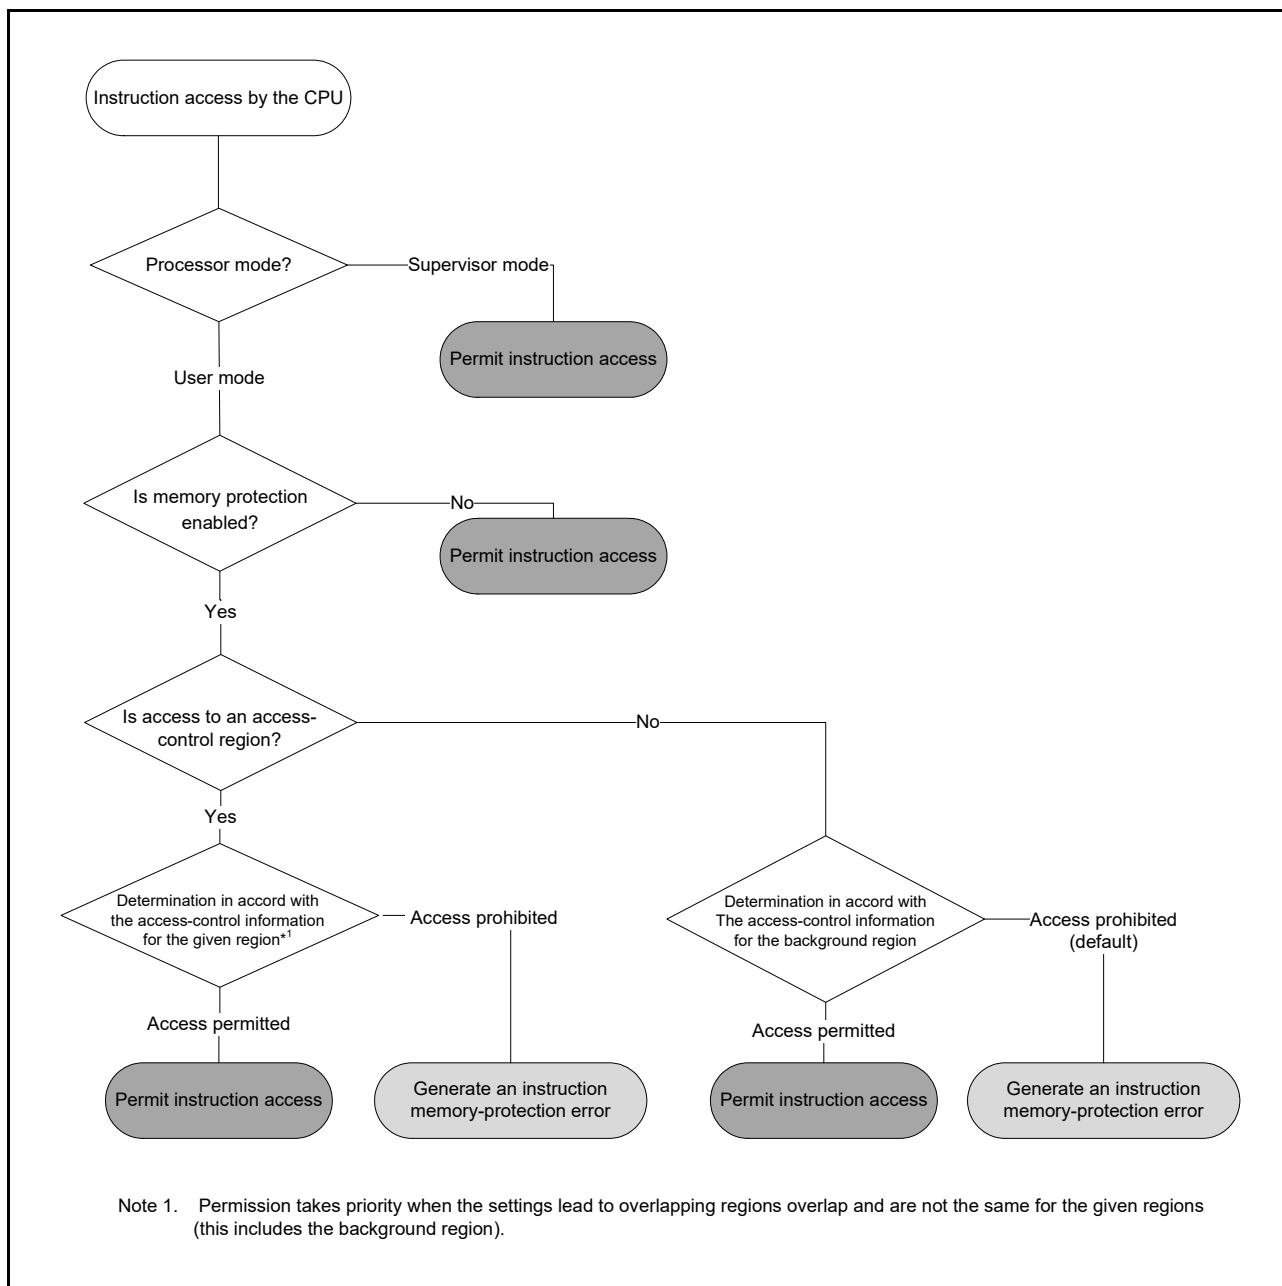 Instruction access by the CPU
Processor mode?
Supervisor mode
Permit instruction access
User mode
Is memory protection
enabled?
No
Permit instruction access
Yes
Is access to an access-
control region?
No
Yes
Determination in accord with
the access-control information
for the given region*1
Access prohibited
Determination in accord with
The access-control information
for the background region
Access prohibited
(default)
Access permitted
Access permitted
Permit instruction access
Generate an instruction
memory-protection error
Permit instruction access
Generate an instruction
memory-protection error
Note 1. Permission takes priority when the settings lead to overlapping regions overlap and are not the same for the given regions
(this includes the background region).